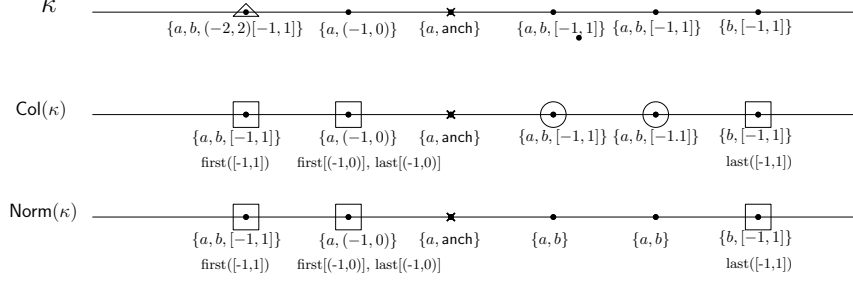 κ
{a, b, (−2, 2)[−1, 1]} {a, (−1, 0)} {a, anch} {a, b, [−1, 1]} {a, b, [−1, 1]} {b, [−1, 1]}
Col(κ)
{a, b, [−1, 1]} {a, (−1, 0)} {a, anch} {a, b, [−1, 1]} {a, b, [−1.1]} {b, [−1, 1]}
first([-1,1]) first[(-1,0)], last[(-1,0)] last([-1,1])
Norm(κ)
{a, b, [−1, 1]} {a, (−1, 0)} {a, anch} {a, b} {a, b} {b, [−1, 1]}
first([-1,1]) first[(-1,0)], last[(-1,0)] last([-1,1])